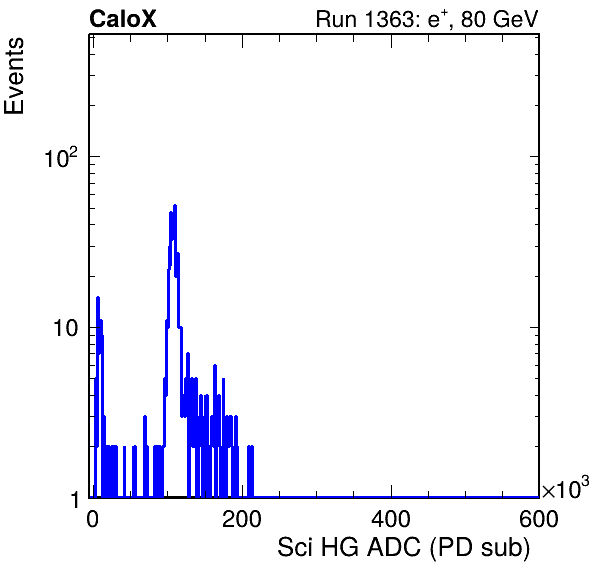 CaloX Run 1363: e⁺, 80 GeV
Events
10²
10
1
0 200 400 600
×10³
Sci HG ADC (PD sub)